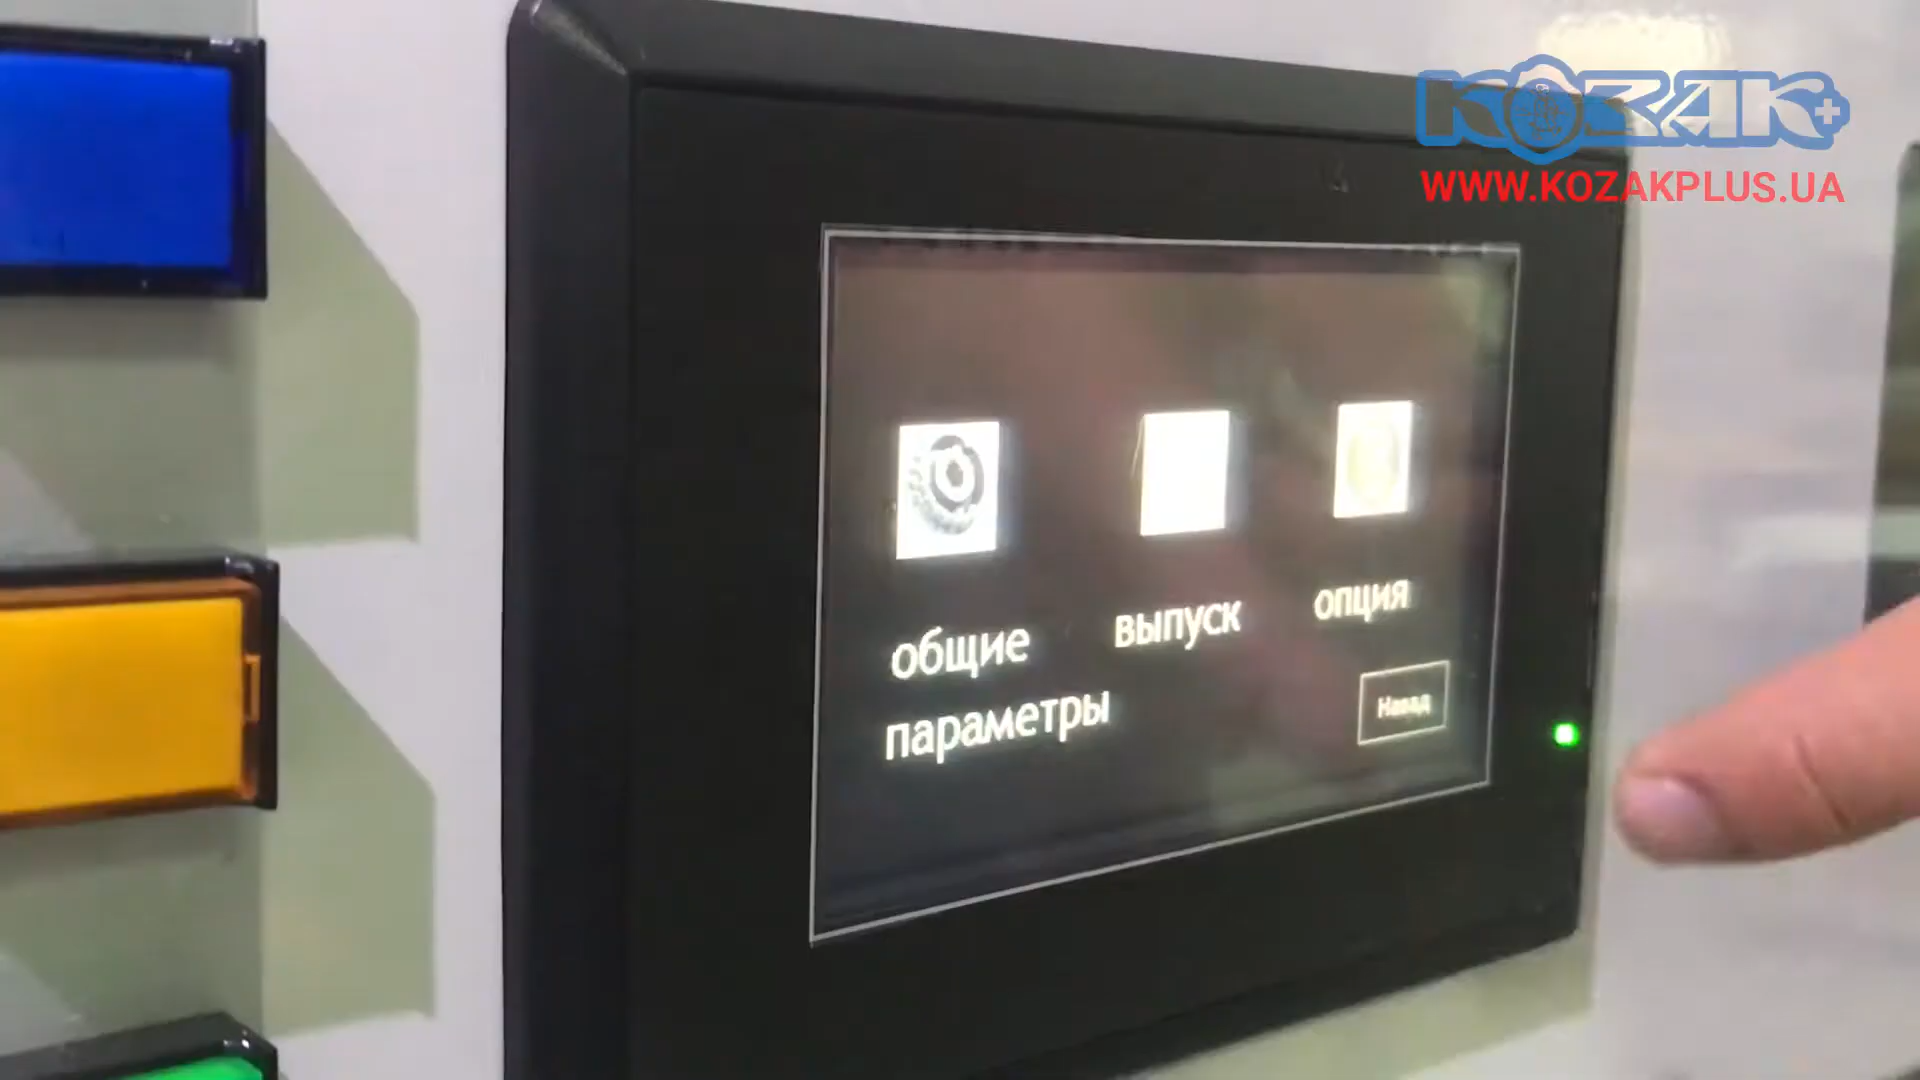 KOZAK+
WWW.KOZAKPLUS.UA
общие
параметры
выпуск
опция
Назад